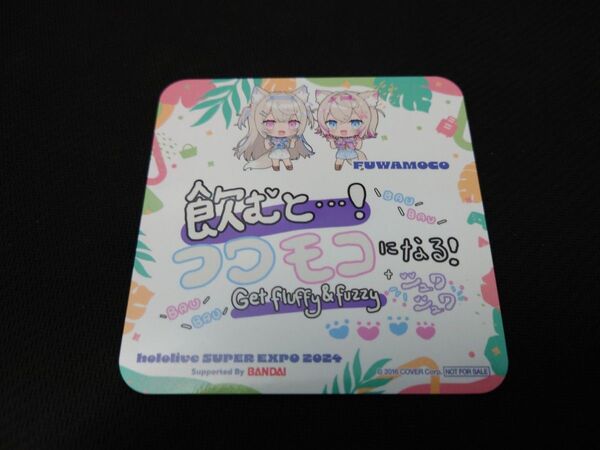 FUWAMOCO
飲むと…!
BAU
BAU
フワモコになる!
BAU
BAU
Get fluffy & fuzzy
+シュワ
シュワ
hololive SUPER EXPO 2024
Supported By BANDAI
© 2016 COVER Corp. NOT FOR SALE